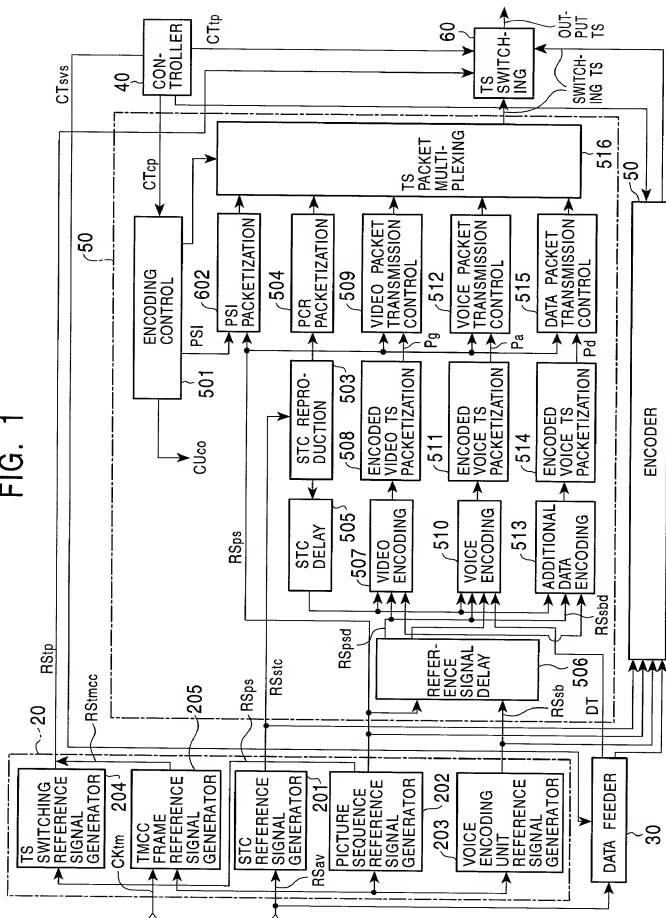 FIG. 1
20
TS
SWITCHING
REFERENCE
SIGNAL
GENERATOR
204
TMCC
FRAME
REFERENCE
SIGNAL
GENERATOR
205
STC
REFERENCE
SIGNAL
GENERATOR
201
PICTURE
SEQUENCE
REFERENCE
SIGNAL
GENERATOR
202
203
VOICE
ENCODING
UNIT
REFERENCE
SIGNAL
GENERATOR
DATA FEEDER
30
CKtm
RSav
RStmcc
RSps
RStp
CTsvs
RSstc
RSps
RSpsd
RSsb
RSsbd
DT
REFER-
ENCE
SIGNAL
DELAY
506
40
CON-
TROLLER
CTtp
CTcp
50
ENCODING
CONTROL
501
CUco
PSI
STC REPRO-
DUCTION
503
STC
DELAY
505
507
VIDEO
ENCODING
508
ENCODED
VIDEO TS
PACKETIZATION
510
VOICE
ENCODING
511
ENCODED
VOICE TS
PACKETIZATION
513
ADDITIONAL
DATA
ENCODING
514
ENCODED
VOICE TS
PACKETIZATION
Pg
Pa
Pd
602
PSI
PACKETIZATION
504
PCR
PACKETIZATION
509
VIDEO PACKET
TRANSMISSION
CONTROL
512
VOICE PACKET
TRANSMISSION
CONTROL
515
DATA PACKET
TRANSMISSION
CONTROL
TS
PACKET
MULTI-
PLEXING
516
60
TS
SWITCH-
ING
OUT-
PUT
TS
SWITCH-
ING TS
50
ENCODER